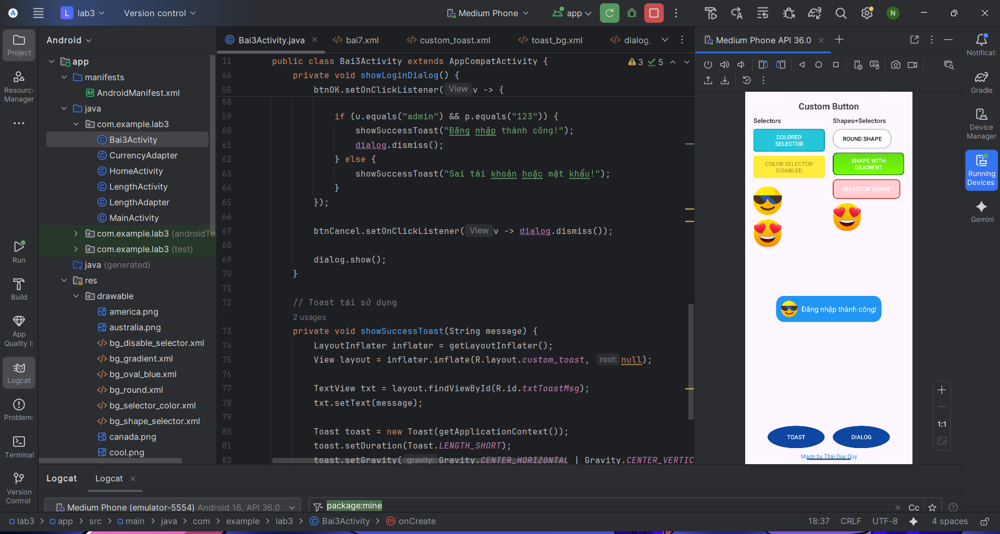 L lab3 Version control Medium Phone app N
Project
Resourc
Manager
Run
Build
App
Quality I
Logcat
Problem
Terminal
Version
Control
Android
app
manifests
AndroidManifest.xml
java
com.example.lab3
Bai3Activity
CurrencyAdapter
HomeActivity
LengthActivity
LengthAdapter
MainActivity
com.example.lab3 (androidTe
com.example.lab3 (test)
java (generated)
res
drawable
america.png
australia.png
bg_disable_selector.xml
bg_gradient.xml
bg_oval_blue.xml
bg_round.xml
bg_selector_color.xml
bg_shape_selector.xml
canada.png
cool.png
Bai3Activity.java bai7.xml custom_toast.xml toast_bg.xml dialog_
3 5
11 public class Bai3Activity extends AppCompatActivity {
46 private void showLoginDialog() {
55 btnOK.setOnClickListener( View v -> {
58
59 if (u.equals("admin") && p.equals("123")) {
60 showSuccessToast("Đăng nhập thành công!");
61 dialog.dismiss();
62 } else {
63 showSuccessToast("Sai tài khoản hoặc mật khẩu!");
64 }
65 });
66
67 btnCancel.setOnClickListener( View v -> dialog.dismiss());
68
69 dialog.show();
70 }
71
72 // Toast tái sử dụng
2 usages
73 private void showSuccessToast(String message) {
74 LayoutInflater inflater = getLayoutInflater();
75 View layout = inflater.inflate(R.layout.custom_toast, root: null);
76
77 TextView txt = layout.findViewById(R.id.txtToastMsg);
78 txt.setText(message);
79
80 Toast toast = new Toast(getApplicationContext());
81 toast.setDuration(Toast.LENGTH_SHORT);
82 toast.setGravity( gravity: Gravity.CENTER_HORIZONTAL | Gravity.CENTER_VERTIC
Medium Phone API 36.0
Custom Button
Selectors Shapes+Selectors
COLORED
SELECTOR
ROUND SHAPE
COLOR SELECTOR
DISABLED
SHAPE WITH
GRADIENT
SELECTOR SHAPE
Đăng nhập thành công!
TOAST DIALOG
Made by Thai Duy Quy
1:1
Notificat
Gradle
Device
Manager
Running
Devices
Gemini
Logcat Logcat
Medium Phone (emulator-5554) Android 16, API 36.0 package:mine Cc
lab3 > app > src > main > java > com > example > lab3 > Bai3Activity > onCreate 18:37 CRLF UTF-8 4 spaces